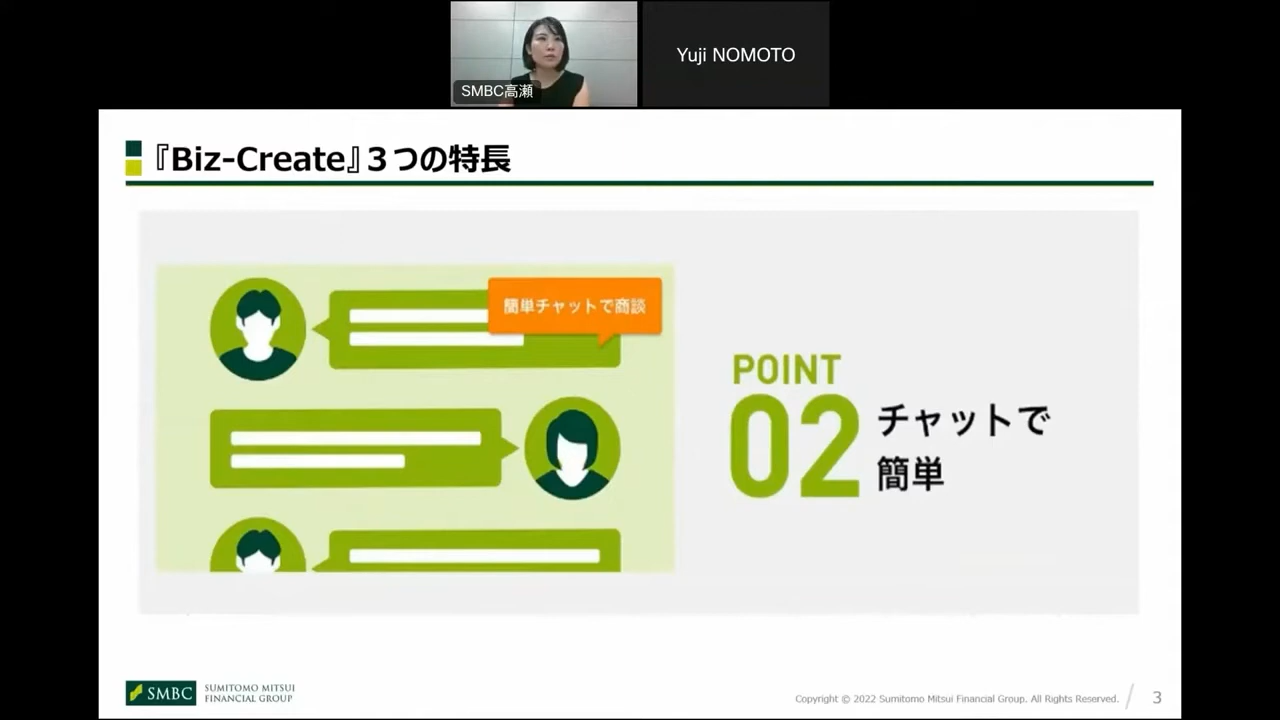 SMBC高瀬
Yuji NOMOTO
『Biz-Create』３つの特長
簡単チャットで商談
POINT
02
チャットで
簡単
SMBC
SUMITOMO MITSUI
FINANCIAL GROUP
Copyright © 2022 Sumitomo Mitsui Financial Group. All Rights Reserved.
3